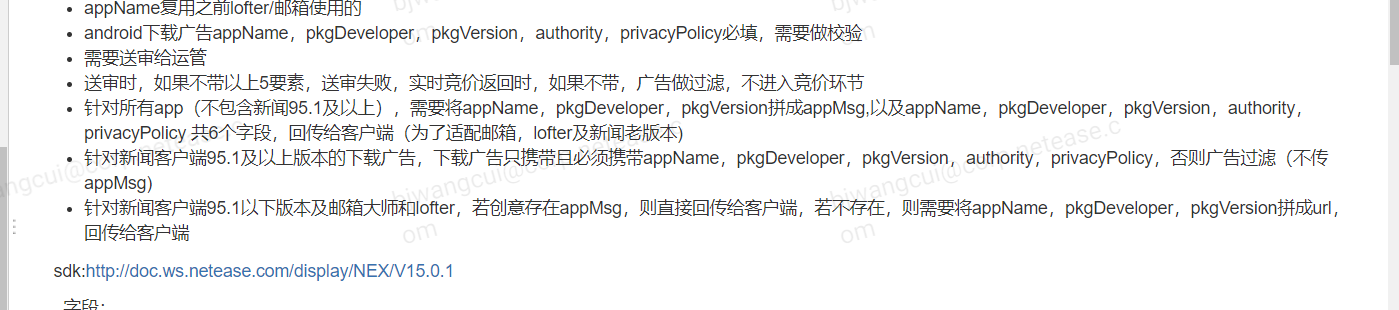 appName复用之前lofter/邮箱使用的
android下载广告appName，pkgDeveloper，pkgVersion，authority，privacyPolicy必填，需要做校验
需要送审给运管
送审时，如果不带以上5要素，送审失败，实时竞价返回时，如果不带，广告做过滤，不进入竞价环节
针对所有app（不包含新闻95.1及以上），需要将appName，pkgDeveloper，pkgVersion拼成appMsg,以及appName，pkgDeveloper，pkgVersion，authority，
privacyPolicy 共6个字段，回传给客户端（为了适配邮箱，lofter及新闻老版本)
针对新闻客户端95.1及以上版本的下载广告，下载广告只携带且必须携带appName，pkgDeveloper，pkgVersion，authority，privacyPolicy，否则广告过滤（不传
appMsg)
针对新闻客户端95.1以下版本及邮箱大师和lofter，若创意存在appMsg，则直接回传给客户端，若不存在，则需要将appName，pkgDeveloper，pkgVersion拼成url，
回传给客户端
sdk:http://doc.ws.netease.com/display/NEX/V15.0.1
字段：